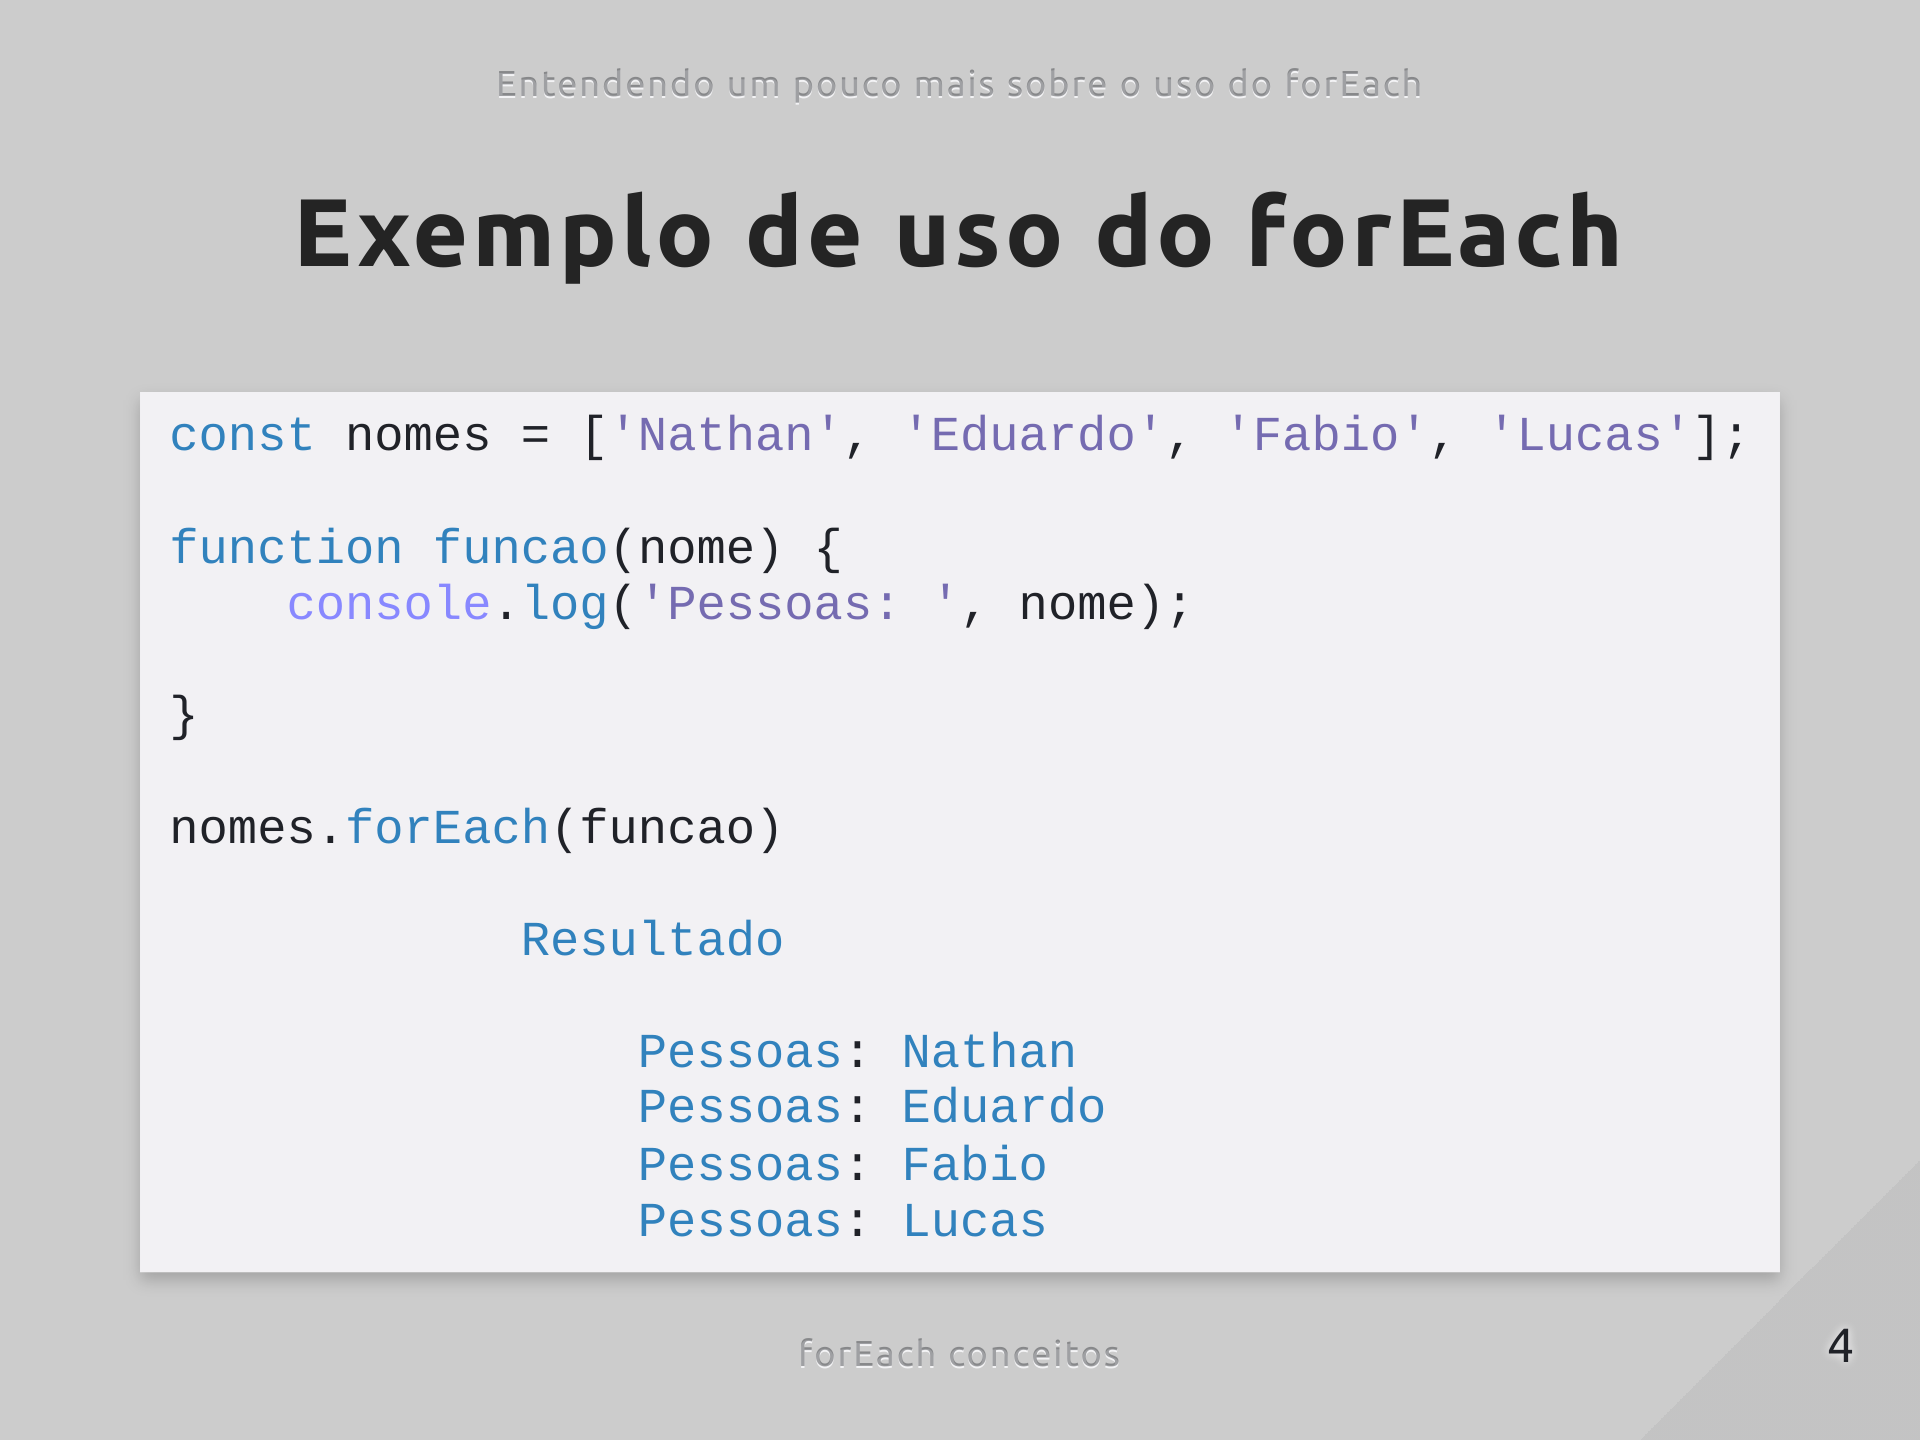 Entendendo um pouco mais sobre o uso do forEach
Exemplo de uso do forEach
const nomes = ['Nathan', 'Eduardo', 'Fabio', 'Lucas'];
function funcao(nome) {
    console.log('Pessoas: ', nome);
}
nomes.forEach(funcao)
Resultado
Pessoas: Nathan
Pessoas: Eduardo
Pessoas: Fabio
Pessoas: Lucas
forEach conceitos
4